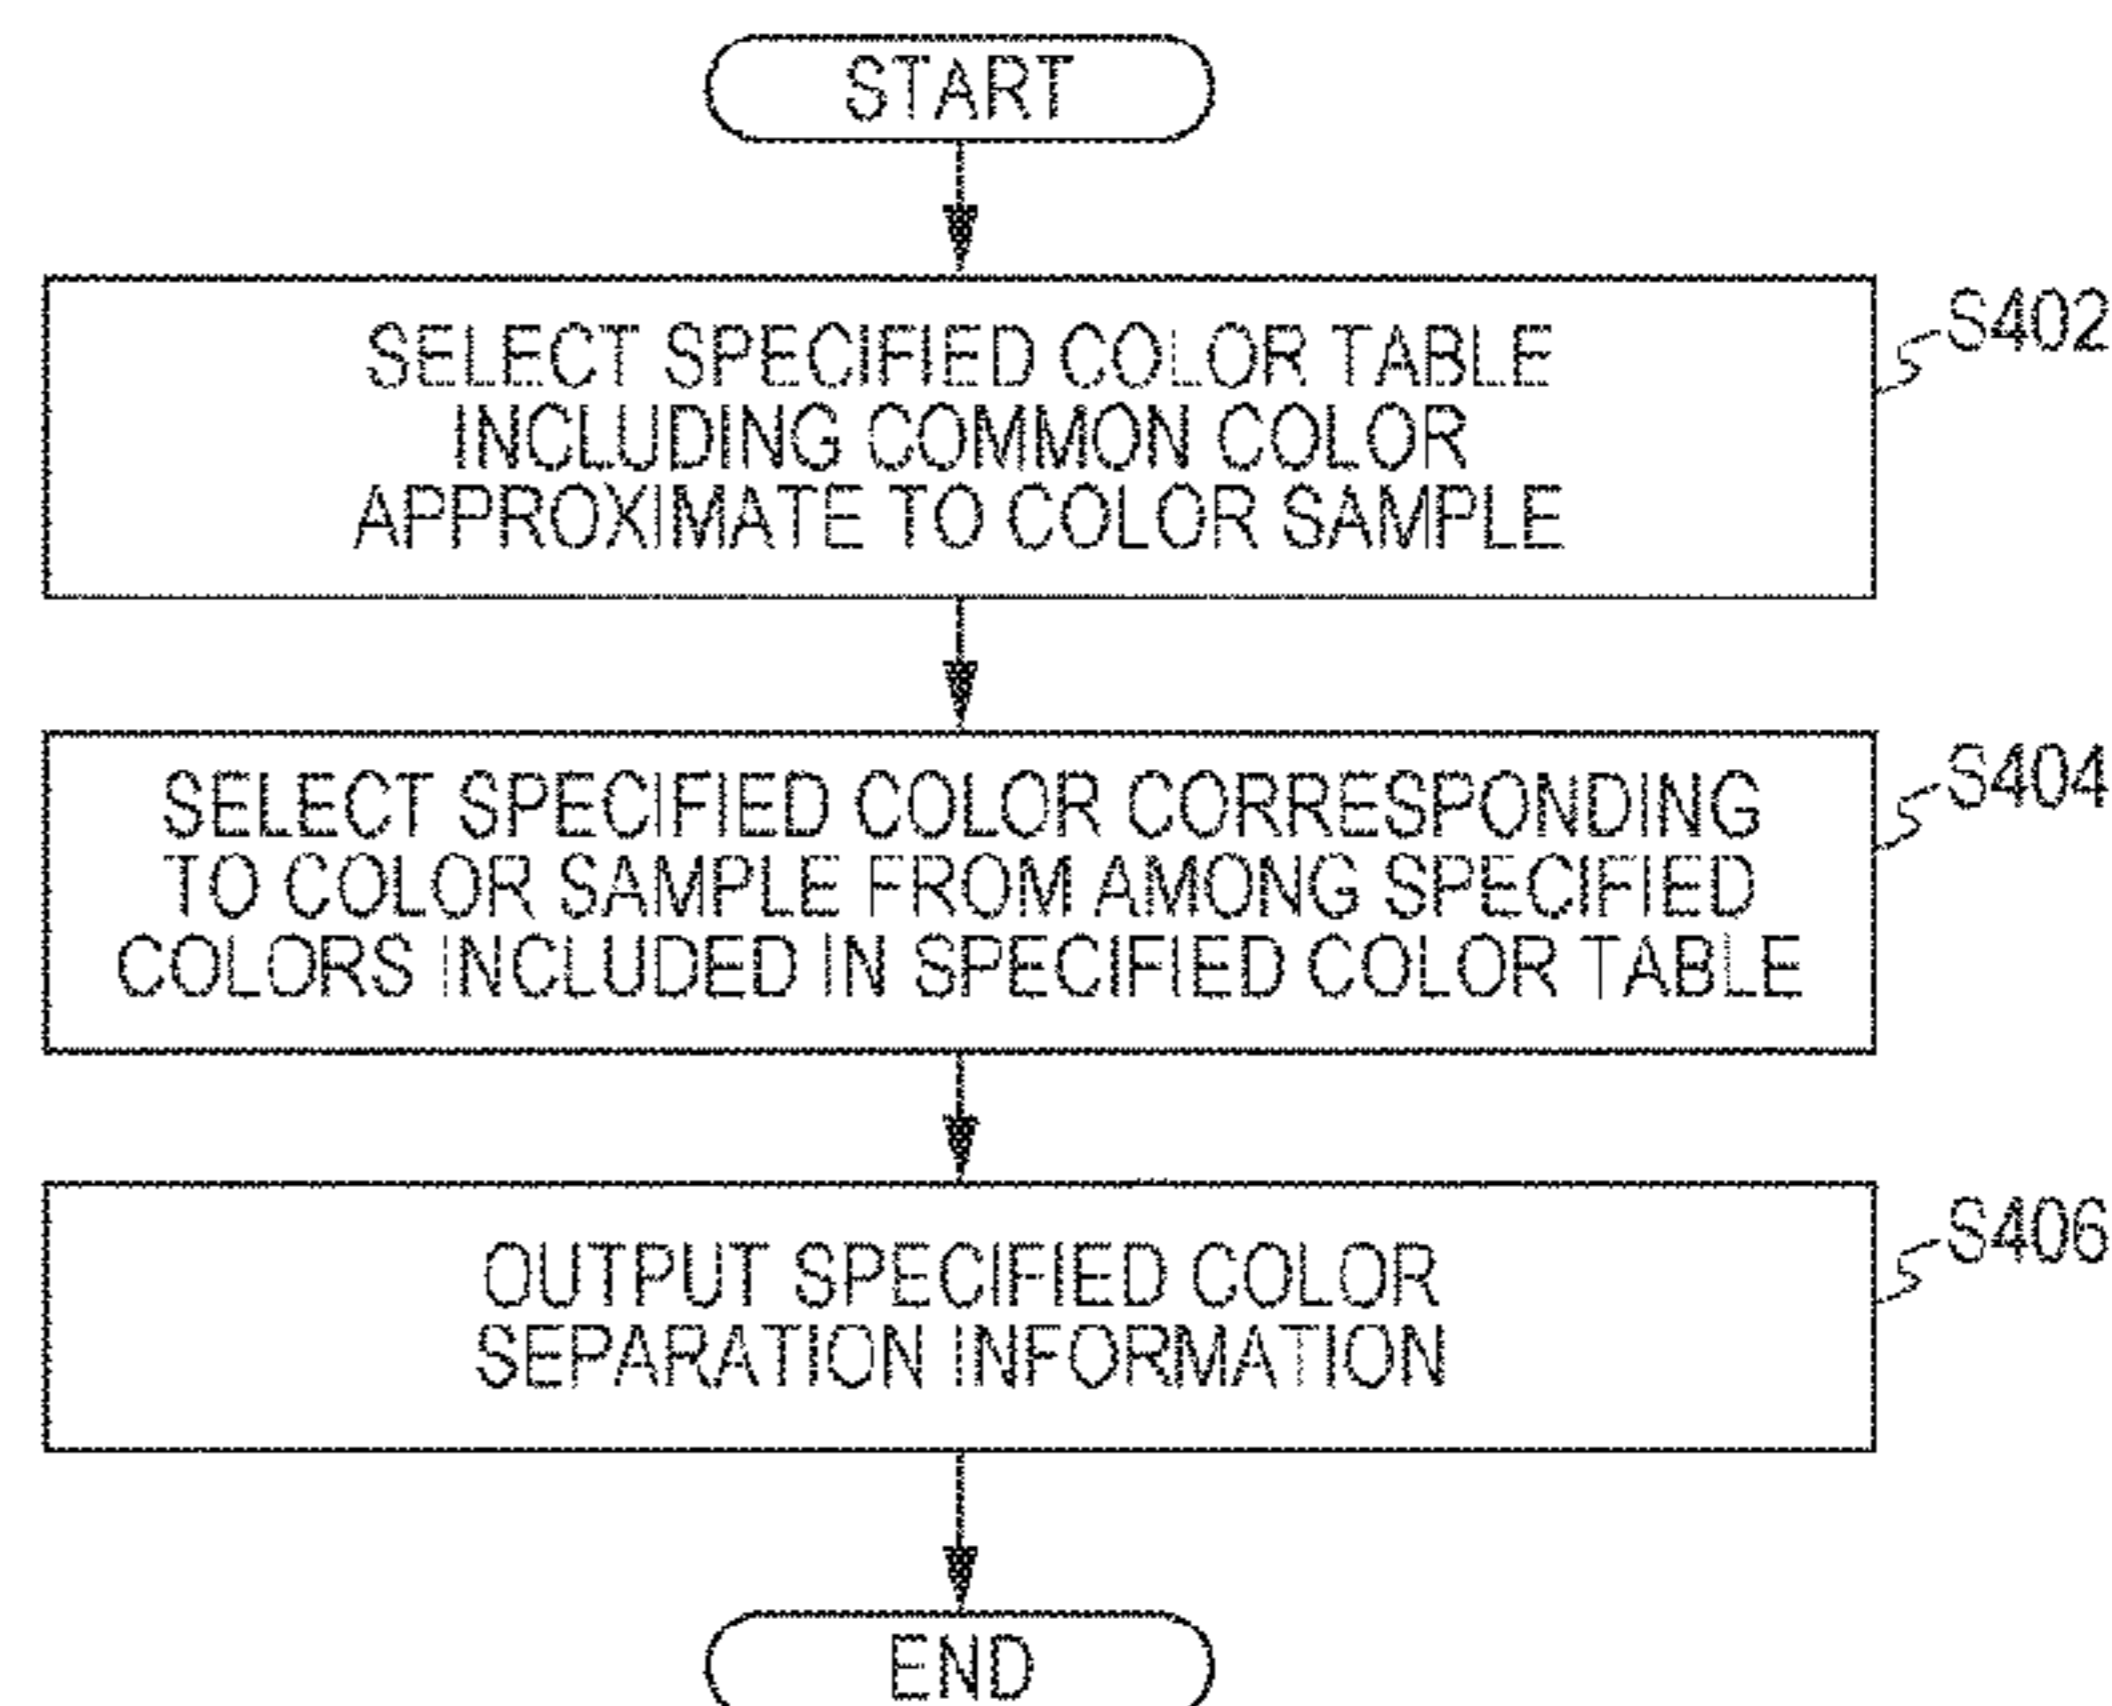 START
SELECT SPECIFIED COLOR TABLE
INCLUDING COMMON COLOR
APPROXIMATE TO COLOR SAMPLE
S402
SELECT SPECIFIED COLOR CORRESPONDING
TO COLOR SAMPLE FROM AMONG SPECIFIED
COLORS INCLUDED IN SPECIFIED COLOR TABLE
S404
OUTPUT SPECIFIED COLOR
SEPARATION INFORMATION
S406
END